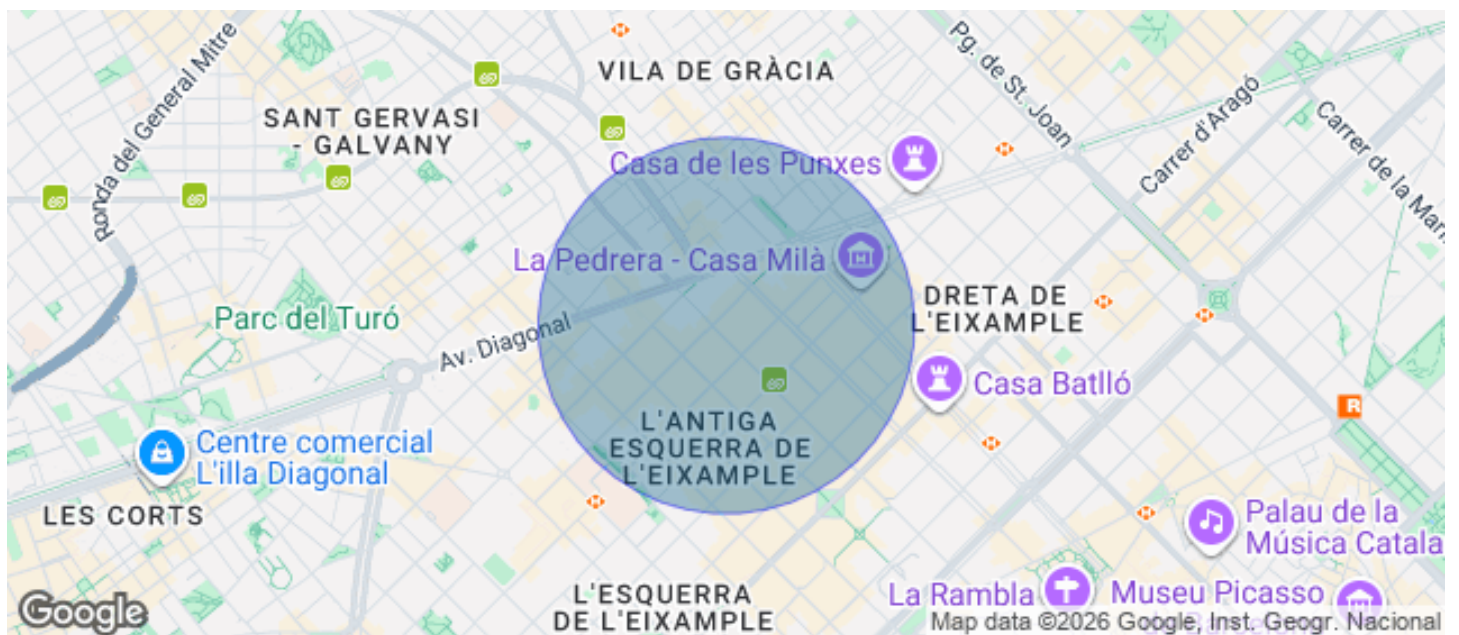 Ronda del General Mitre
VILA DE GRÀCIA
Pg. de St. Joan
Carrer d'Aragó
Carrer de la Mari
SANT GERVASI
- GALVANY
Casa de les Punxes
La Pedrera - Casa Milà
DRETA DE
L'EIXAMPLE
Parc del Turó
Av. Diagonal
Casa Batlló
L'ANTIGA
ESQUERRA DE
L'EIXAMPLE
Centre comercial
L'illa Diagonal
R
LES CORTS
Palau de la
Música Catala
L'ESQUERRA
DE L'EIXAMPLE
La Rambla
Museu Picasso
Google
Map data ©2026 Google, Inst. Geogr. Nacional